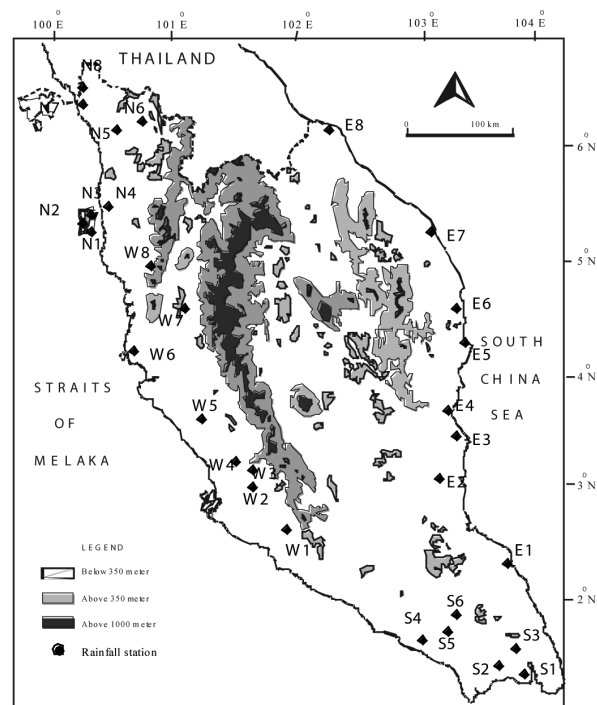 100 °E 101 °E 102 °E 103 °E 104 °E
THAILAND
N8
N7
N6
N5
E8
0 100 km
6 °N
N3 N4
N2
N1
E7
W8
5 °N
W7
E6
W6
E5
SOUTH
CHINA
SEA
4 °N
STRAITS
OF
MELAKA
W5
E4
E3
W4 W3
W2
E2
3 °N
W1
E1
LEGEND
Below 350 meter
Above 350 meter
Above 1000 meter
Rainfall station
2 °N
S6
S4
S5
S3
S2
S1